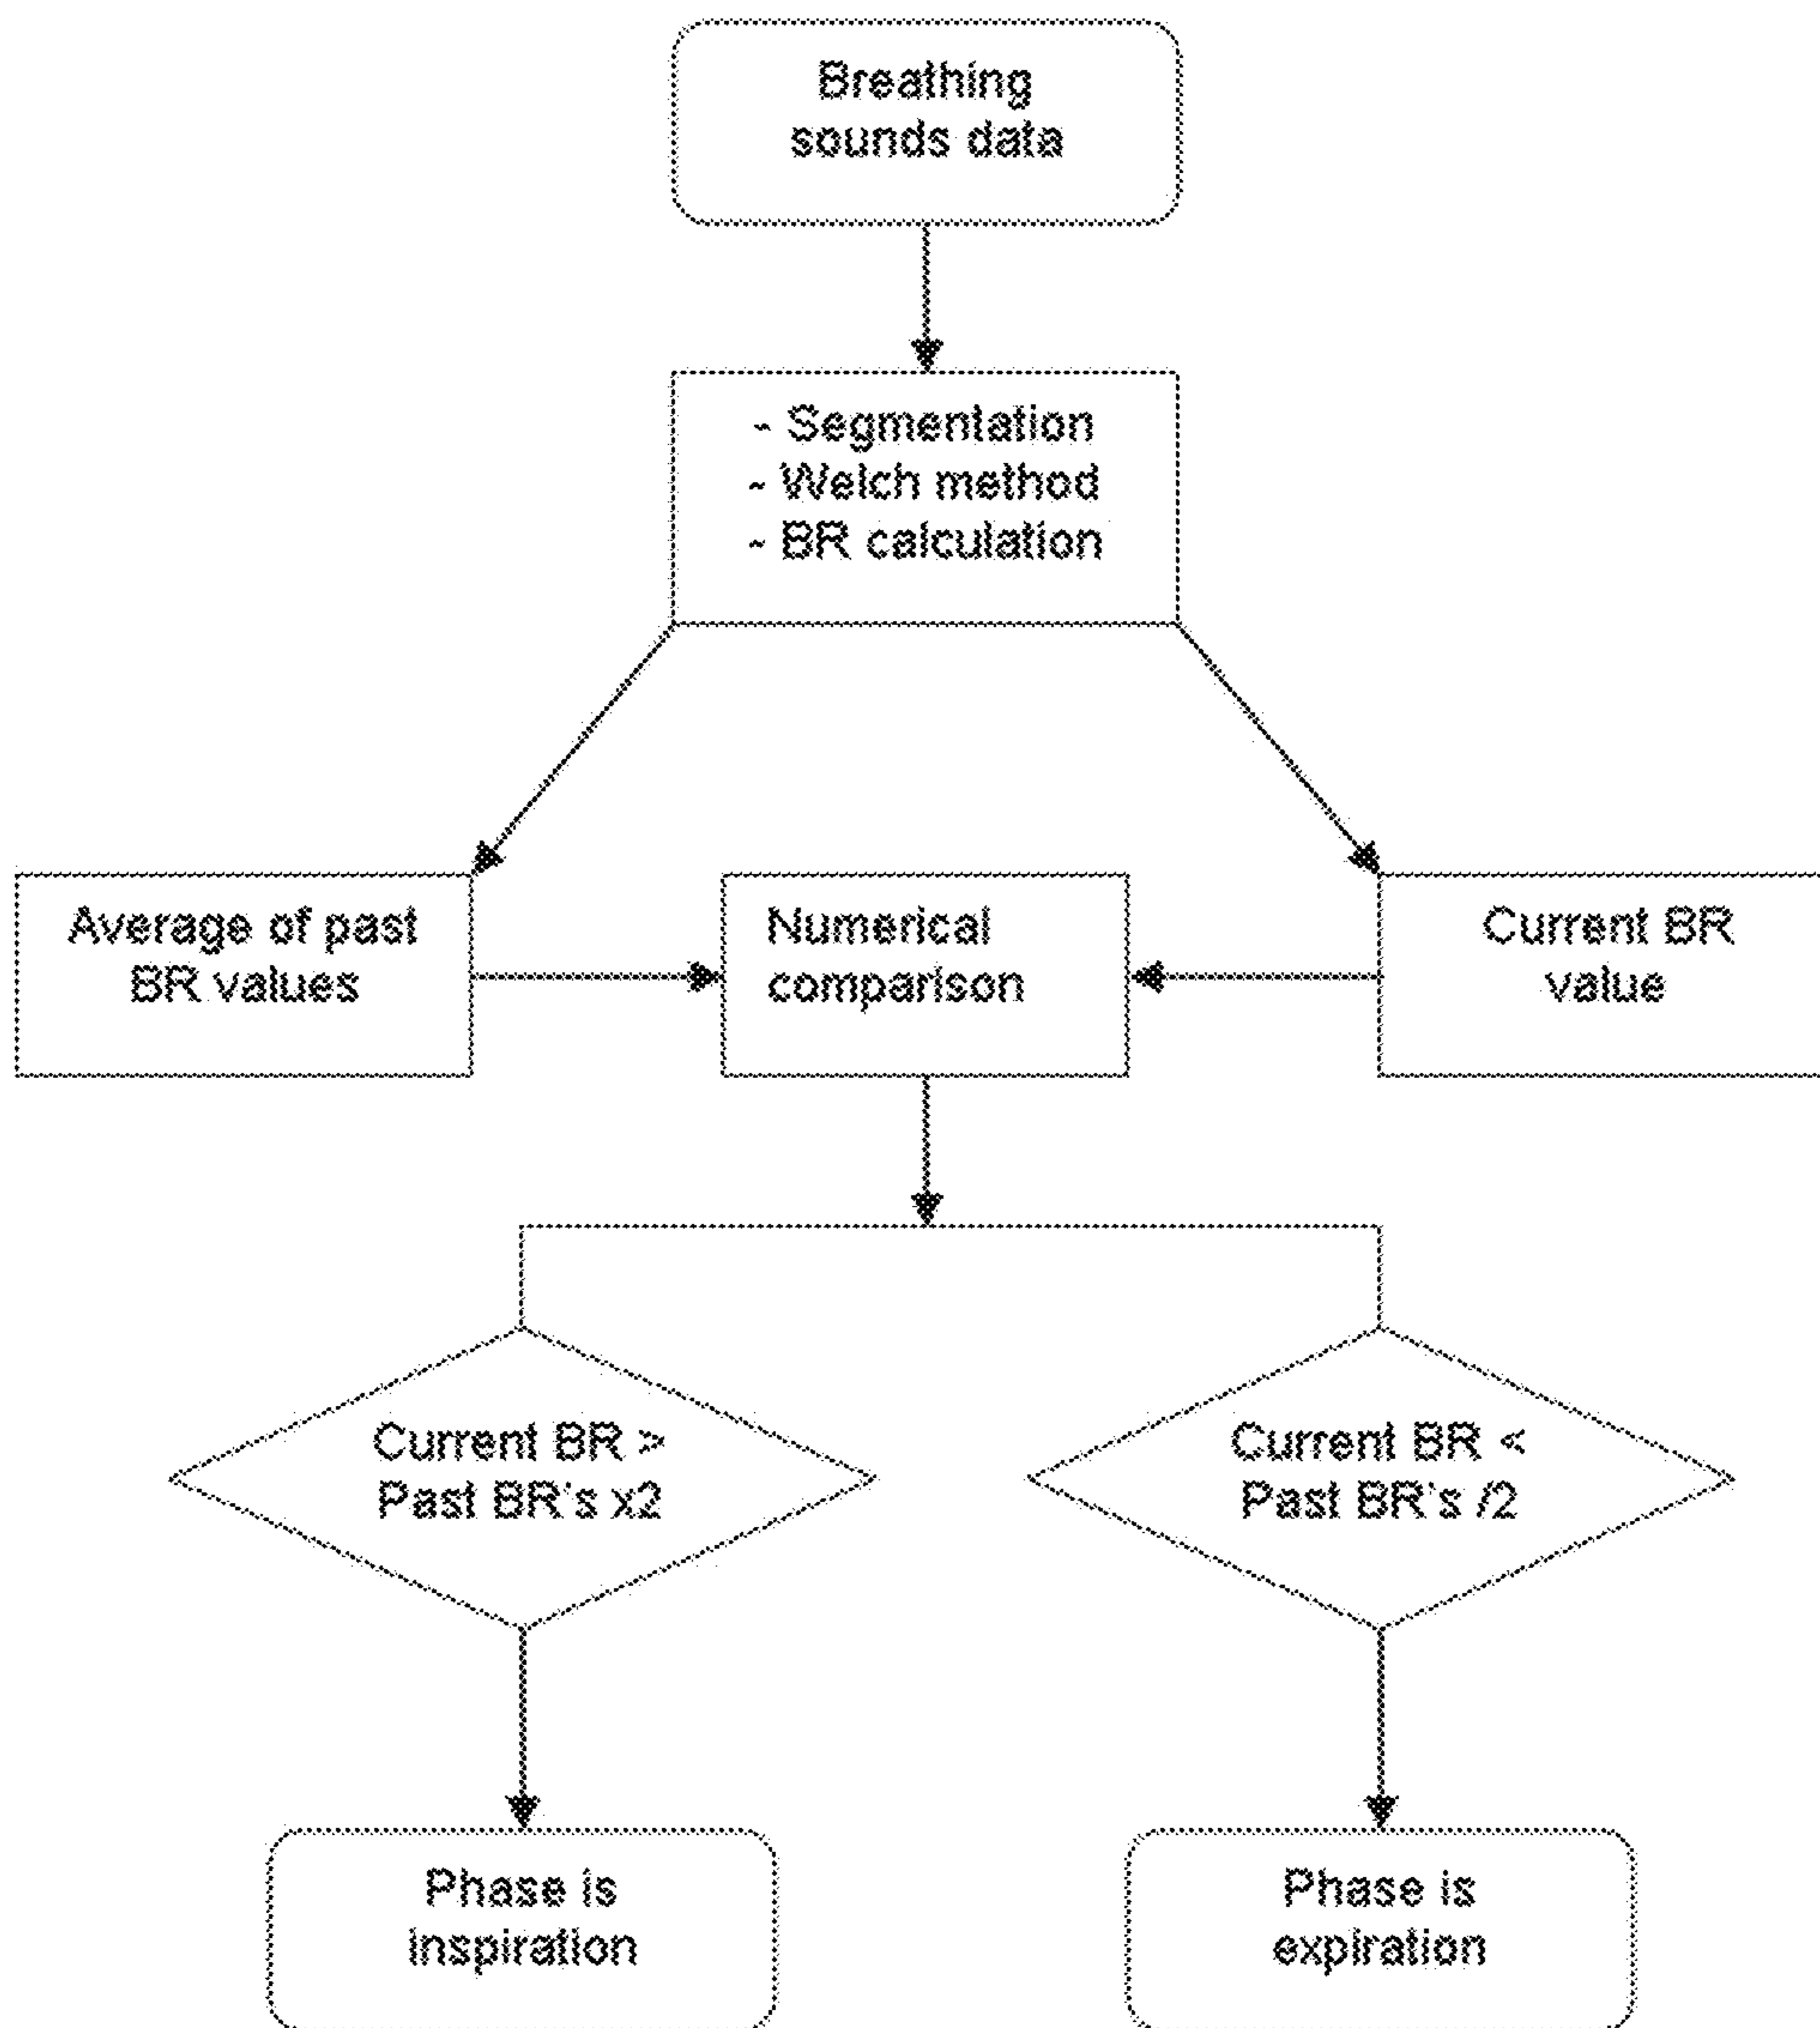 Breathing
sounds data
- Segmentation
- Welch method
- BR calculation
Average of past
BR values
Numerical
comparison
Current BR
value
Current BR >
Past BR's x2
Current BR <
Past BR's /2
Phase is
inspiration
Phase is
expiration